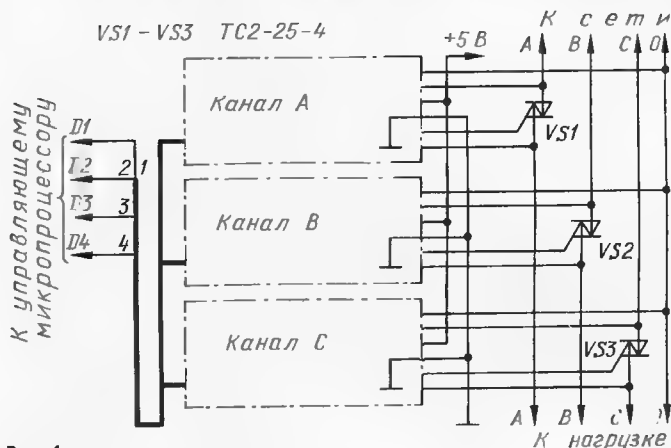 К сети
VS1 – VS3 ТС2-25-4
+5 В
А В С О
Канал А
VS1
К управляющему микропроцессору
D1
2 1
3
D4
4
Канал В
VS2
Канал С
VS3
А В С
К нагрузке